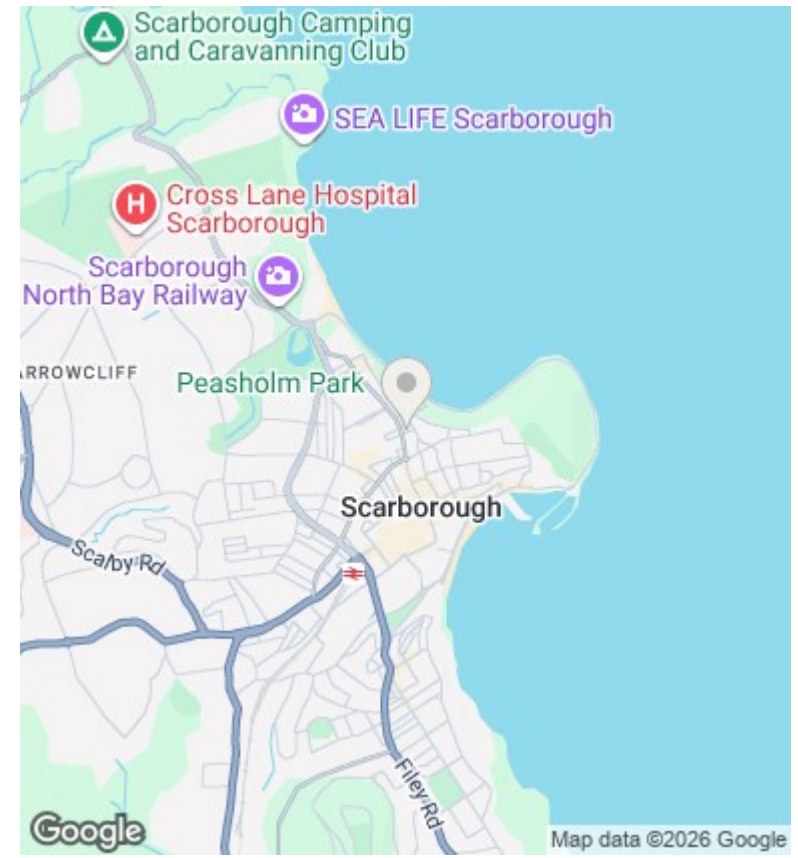 Scarborough Camping
and Caravanning Club
SEA LIFE Scarborough
H
Cross Lane Hospital
Scarborough
Scarborough
North Bay Railway
ARROWCLIFF
Peasholm Park
Scarborough
Scalby Rd
Filey Rd
Google
Map data ©2026 Google